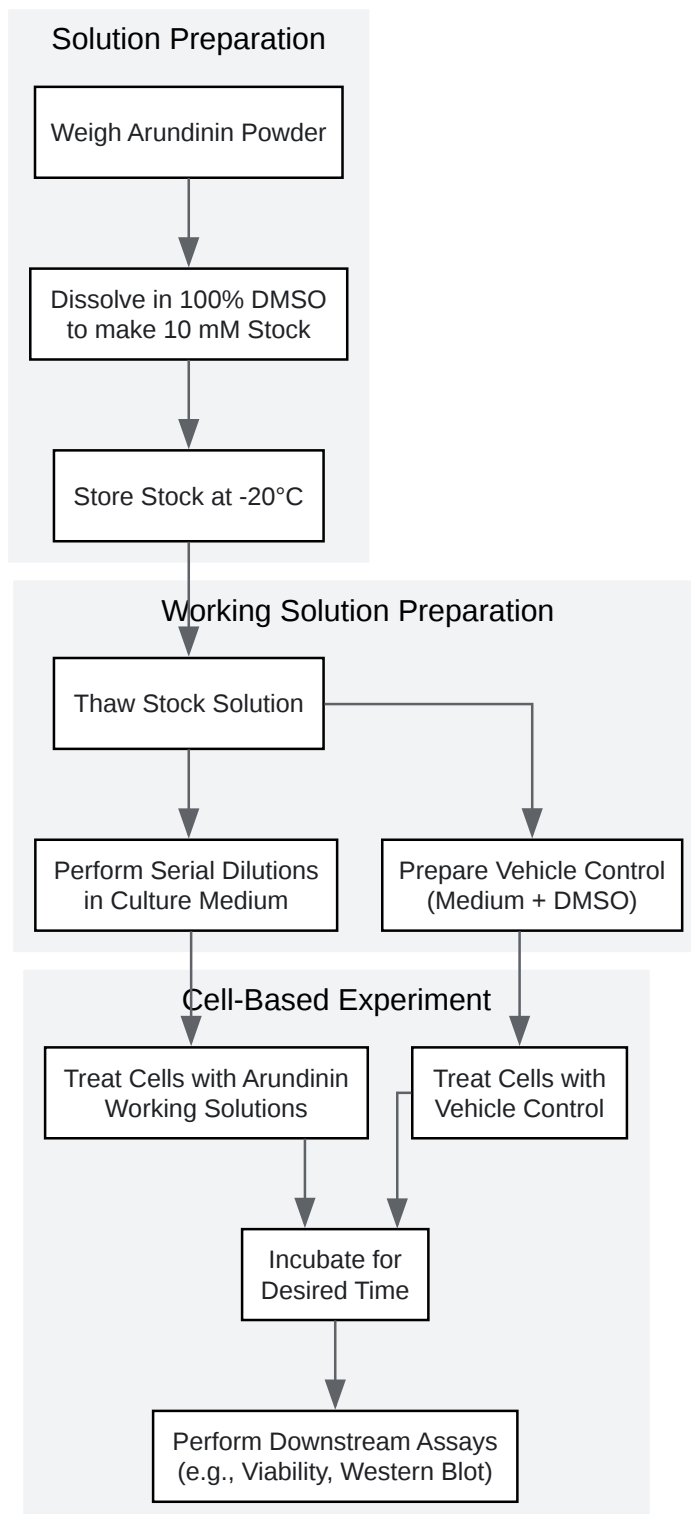 Solution Preparation
Weigh Arundinin Powder
Dissolve in 100% DMSO
to make 10 mM Stock
Store Stock at -20°C
Working Solution Preparation
Thaw Stock Solution
Perform Serial Dilutions
in Culture Medium
Prepare Vehicle Control
(Medium + DMSO)
Cell-Based Experiment
Treat Cells with Arundinin
Working Solutions
Treat Cells with
Vehicle Control
Incubate for
Desired Time
Perform Downstream Assays
(e.g., Viability, Western Blot)